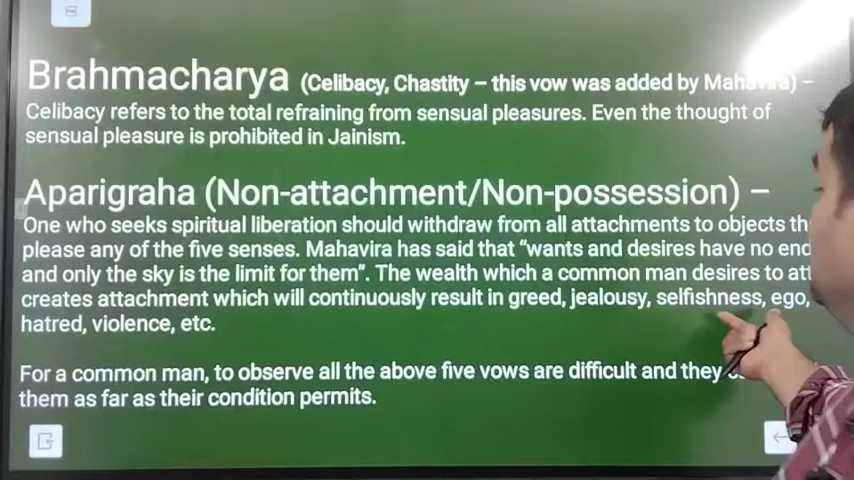 Brahmacharya (Celibacy, Chastity – this vow was added by Mahavira) –
Celibacy refers to the total refraining from sensual pleasures. Even the thought of
sensual pleasure is prohibited in Jainism.
Aparigraha (Non-attachment/Non-possession) –
One who seeks spiritual liberation should withdraw from all attachments to objects
please any of the five senses. Mahavira has said that “wants and desires have no end
and only the sky is the limit for them”. The wealth which a common man desires to
creates attachment which will continuously result in greed, jealousy, selfishness, ego,
hatred, violence, etc.
For a common man, to observe all the above five vows are difficult and they
them as far as their condition permits.